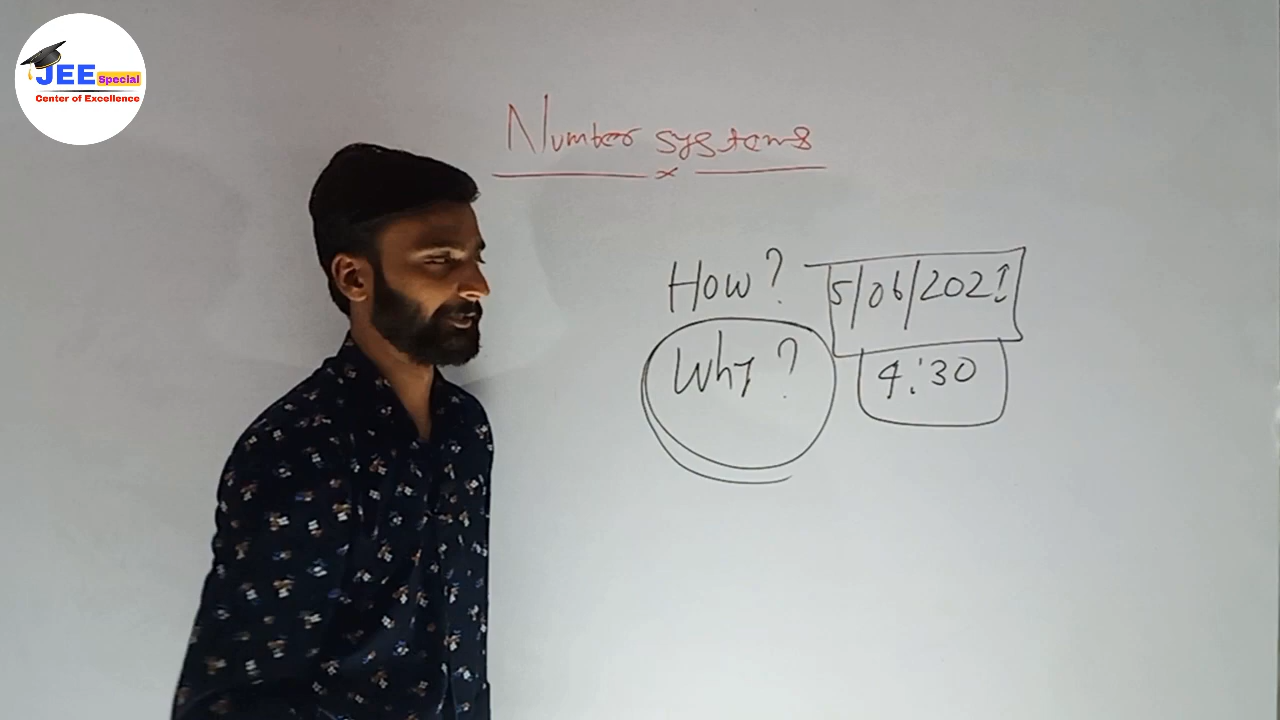 JEE Special
Center of Excellence
Number systems
How? 5/06/2021
Why? 4:30